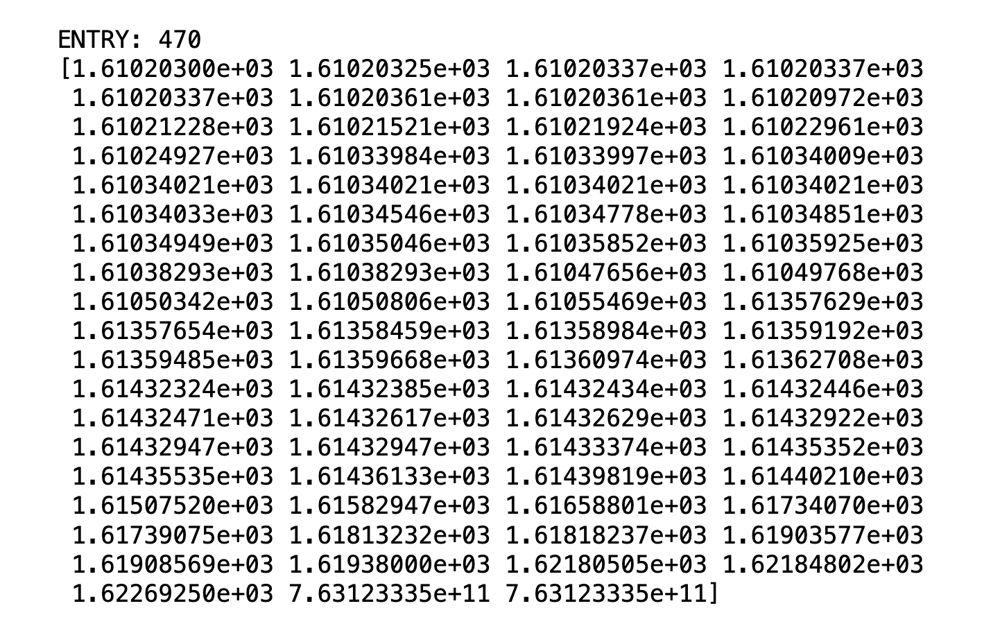 ENTRY: 470
[1.61020300e+03 1.61020325e+03 1.61020337e+03 1.61020337e+03
1.61020337e+03 1.61020361e+03 1.61020361e+03 1.61020972e+03
1.61021228e+03 1.61021521e+03 1.61021924e+03 1.61022961e+03
1.61024927e+03 1.61033984e+03 1.61033997e+03 1.61034009e+03
1.61034021e+03 1.61034021e+03 1.61034021e+03 1.61034021e+03
1.61034033e+03 1.61034546e+03 1.61034778e+03 1.61034851e+03
1.61034949e+03 1.61035046e+03 1.61035852e+03 1.61035925e+03
1.61038293e+03 1.61038293e+03 1.61047656e+03 1.61049768e+03
1.61050342e+03 1.61050806e+03 1.61055469e+03 1.61357629e+03
1.61357654e+03 1.61358459e+03 1.61358984e+03 1.61359192e+03
1.61359485e+03 1.61359668e+03 1.61360974e+03 1.61362708e+03
1.61432324e+03 1.61432385e+03 1.61432434e+03 1.61432446e+03
1.61432471e+03 1.61432617e+03 1.61432629e+03 1.61432922e+03
1.61432947e+03 1.61432947e+03 1.61433374e+03 1.61435352e+03
1.61435535e+03 1.61436133e+03 1.61439819e+03 1.61440210e+03
1.61507520e+03 1.61582947e+03 1.61658801e+03 1.61734070e+03
1.61739075e+03 1.61813232e+03 1.61818237e+03 1.61903577e+03
1.61908569e+03 1.61938000e+03 1.62180505e+03 1.62184802e+03
1.62269250e+03 7.63123335e+11 7.63123335e+11]